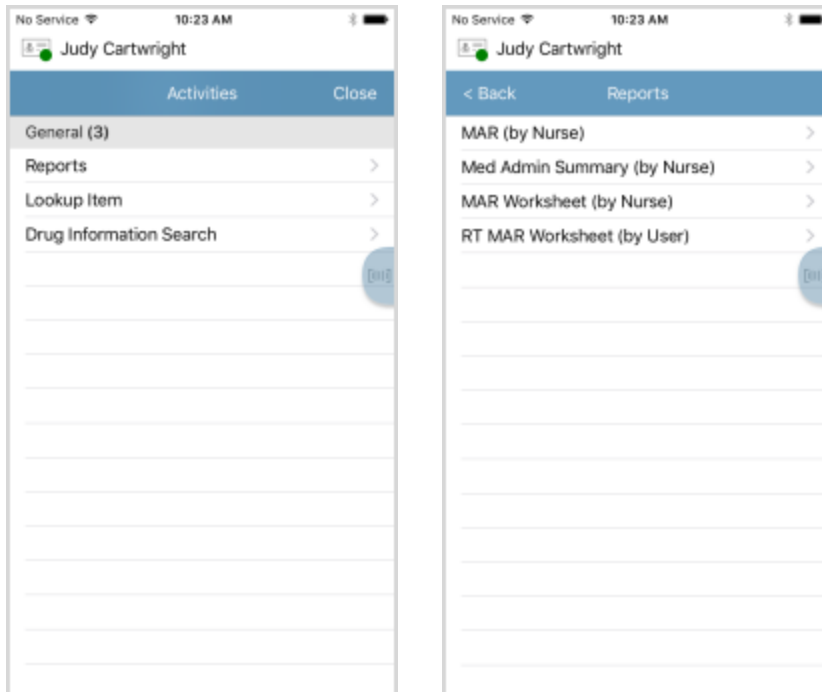 No Service 10:23 AM
Judy Cartwright
Activities Close
General (3)
Reports
Lookup Item
Drug Information Search
No Service 10:23 AM
Judy Cartwright
< Back Reports
MAR (by Nurse)
Med Admin Summary (by Nurse)
MAR Worksheet (by Nurse)
RT MAR Worksheet (by User)